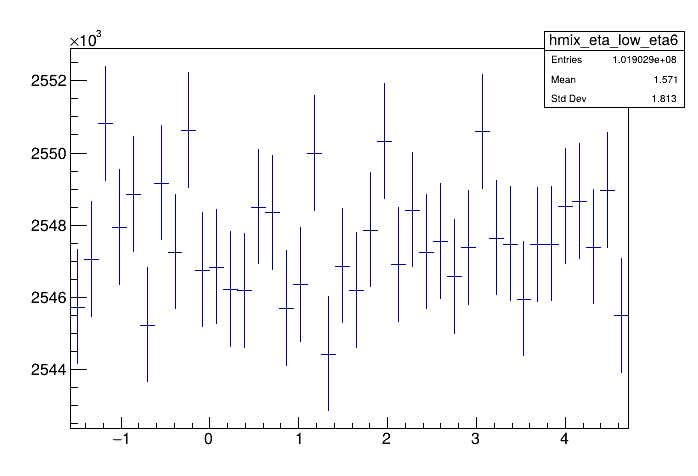 ×10³
hmix_eta_low_eta6
Entries 1.019029e+08
Mean 1.571
Std Dev 1.813
2552
2550
2548
2546
2544
−1 0 1 2 3 4